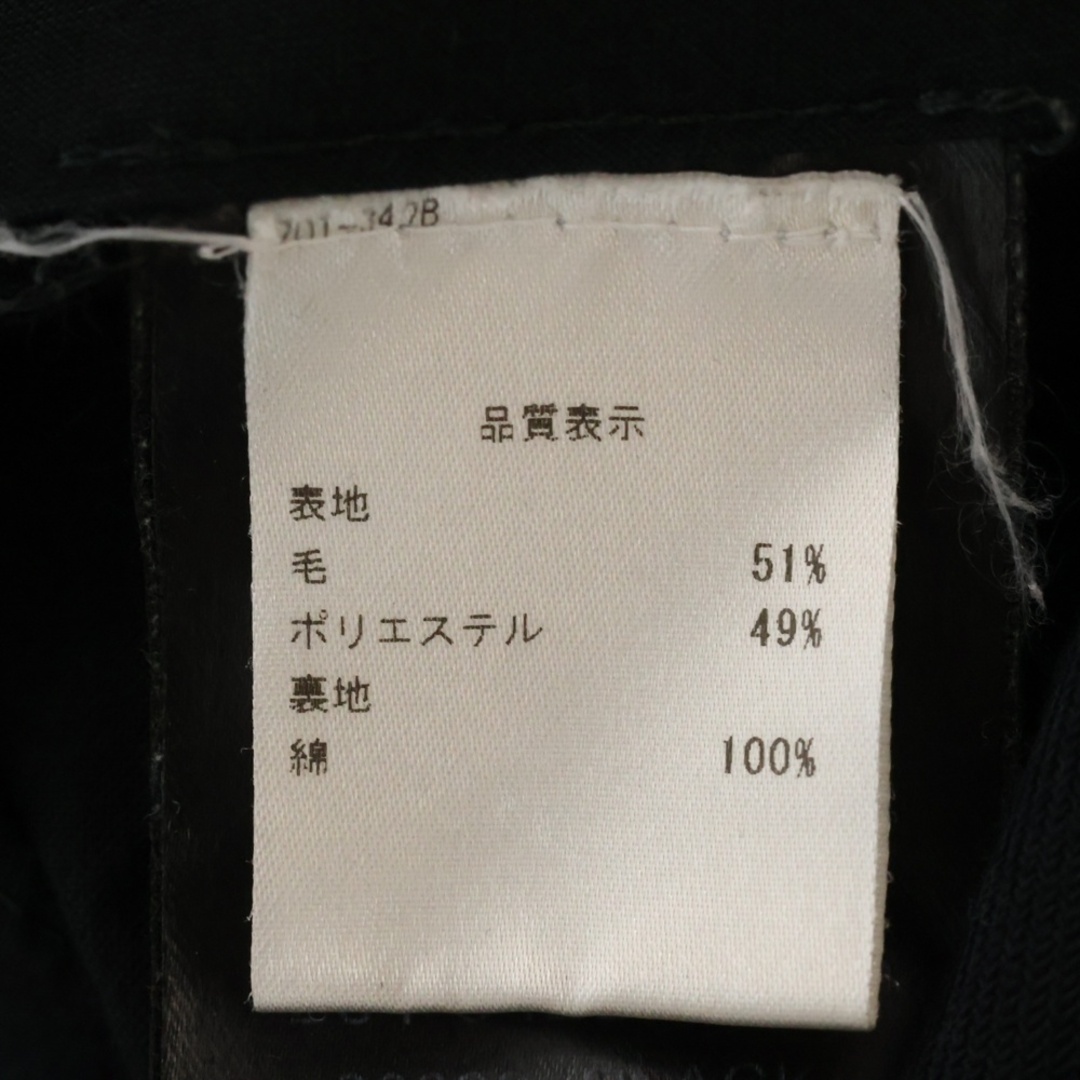 品質表示
表地
毛 51%
ポリエステル 49%
裏地
綿 100%